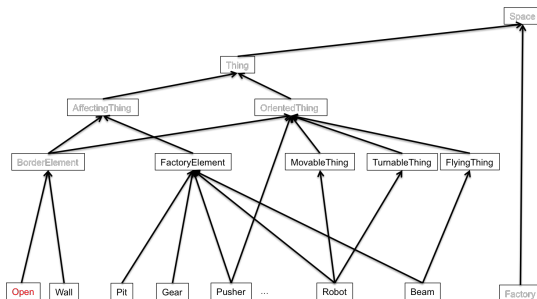 Space
Thing
AffectingThing
OrientedThing
BorderElement
FactoryElement
MovableThing
TurnableThing
FlyingThing
Open
Wall
Pit
Gear
Pusher
...
Robot
Beam
Factory